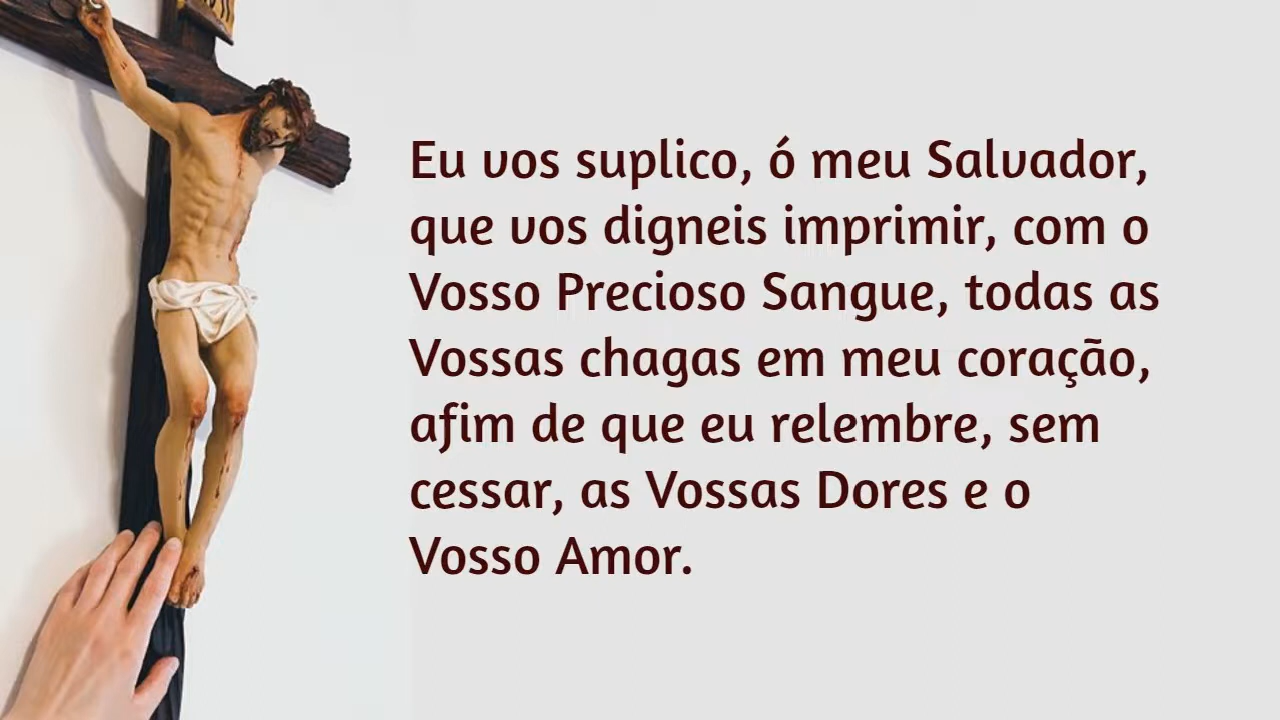 Eu vos suplico, ó meu Salvador,
que vos digneis imprimir, com o
Vosso Precioso Sangue, todas as
Vossas chagas em meu coração,
afim de que eu relembre, sem
cessar, as Vossas Dores e o
Vosso Amor.